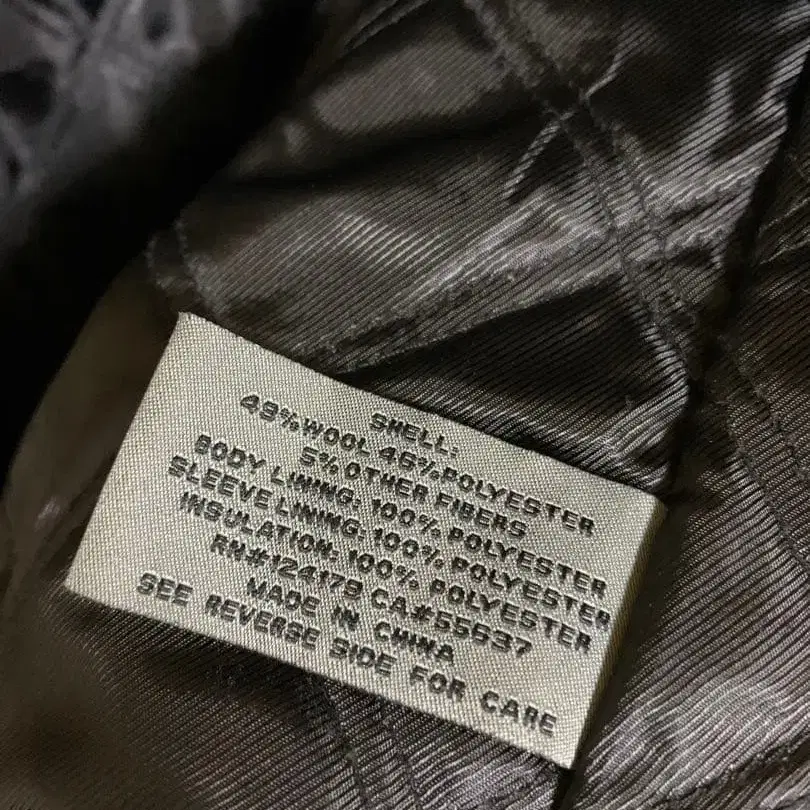 SHELL:
49% WOOL 46% POLYESTER
5% OTHER FIBERS
BODY LINING: 100% POLYESTER
SLEEVE LINING: 100% POLYESTER
INSULATION: 100% POLYESTER
RN#124179 CA#55637
MADE IN CHINA
SEE REVERSE SIDE FOR CARE